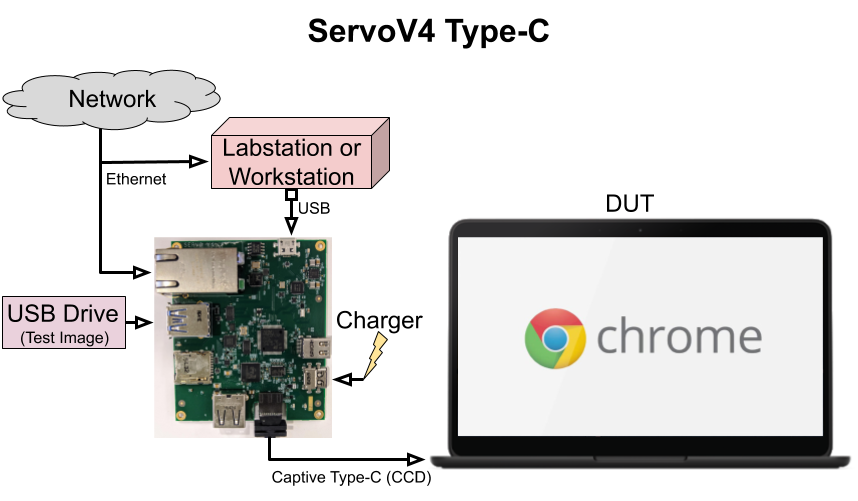 ServoV4 Type-C
Network
Labstation or
Workstation
Ethernet
USB
DUT
USB Drive
(Test Image)
Charger
chrome
Captive Type-C (CCD)